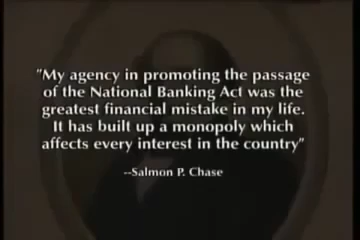 "My agency in promoting the passage
of the National Banking Act was the
greatest financial mistake in my life.
It has built up a monopoly which
affects every interest in the country"
--Salmon P. Chase